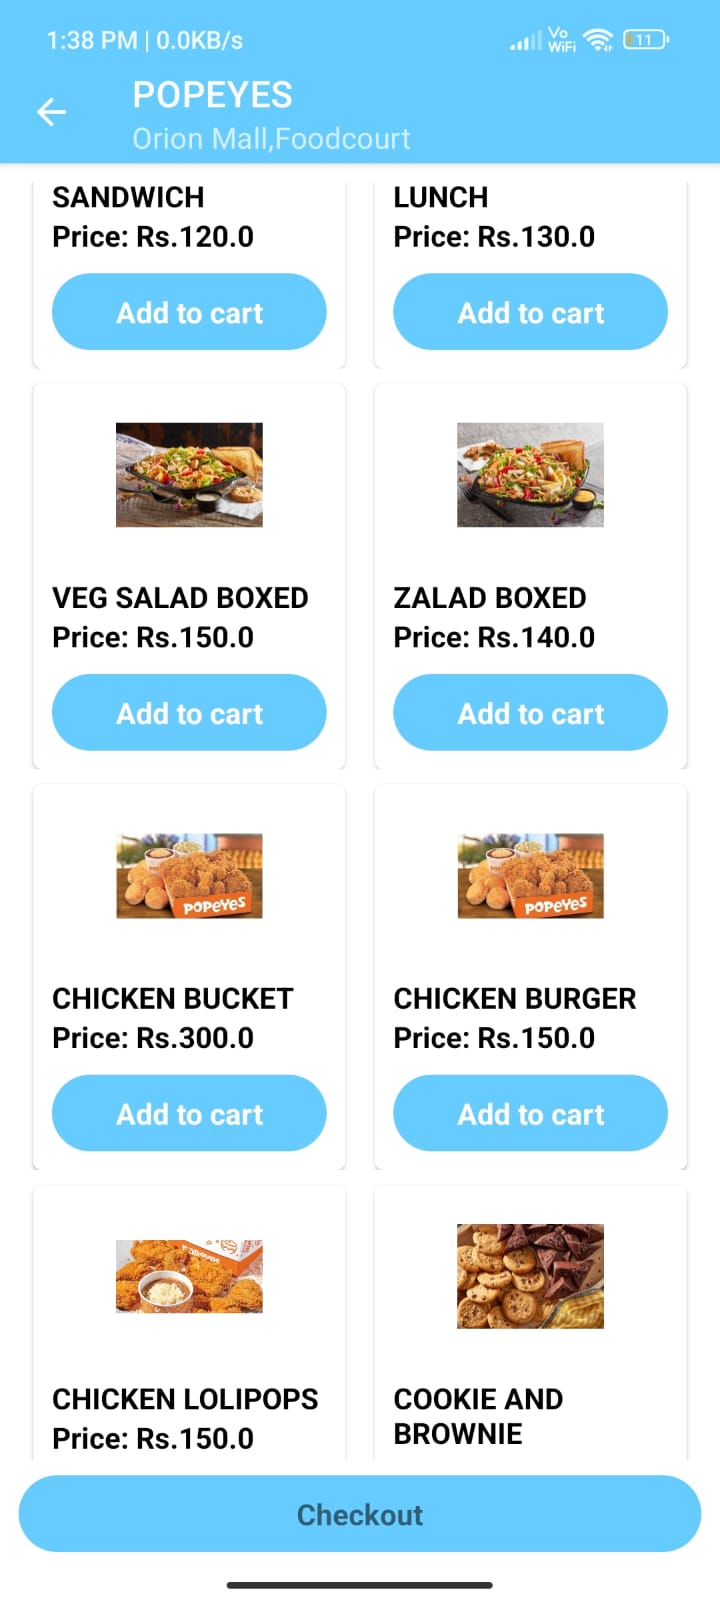 1:38 PM | 0.0KB/s
Vo
WiFi
11
POPEYES
Orion Mall,Foodcourt
SANDWICH
Price: Rs.120.0
Add to cart
LUNCH
Price: Rs.130.0
Add to cart
VEG SALAD BOXED
Price: Rs.150.0
Add to cart
ZALAD BOXED
Price: Rs.140.0
Add to cart
POPEYES
CHICKEN BUCKET
Price: Rs.300.0
Add to cart
POPEYES
CHICKEN BURGER
Price: Rs.150.0
Add to cart
POPEYES
CHICKEN LOLIPOPS
Price: Rs.150.0
COOKIE AND
BROWNIE
Checkout